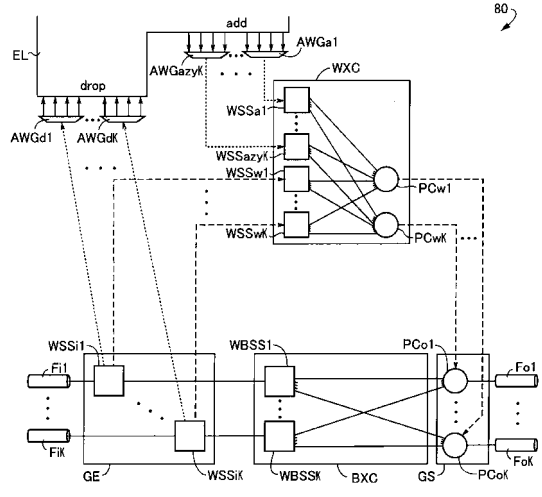 80
add
EL
AWGa1
AWGazyK
WXC
drop
AWGd1
AWGdK
WSSa1
WSSazyK
WSSw1
WSSwK
PCw1
PCwK
WSSi1
WBSS1
PCo1
Fi1
Fo1
FiK
FoK
GE
WSSiK
WBSSK
BXC
GS
PCoK